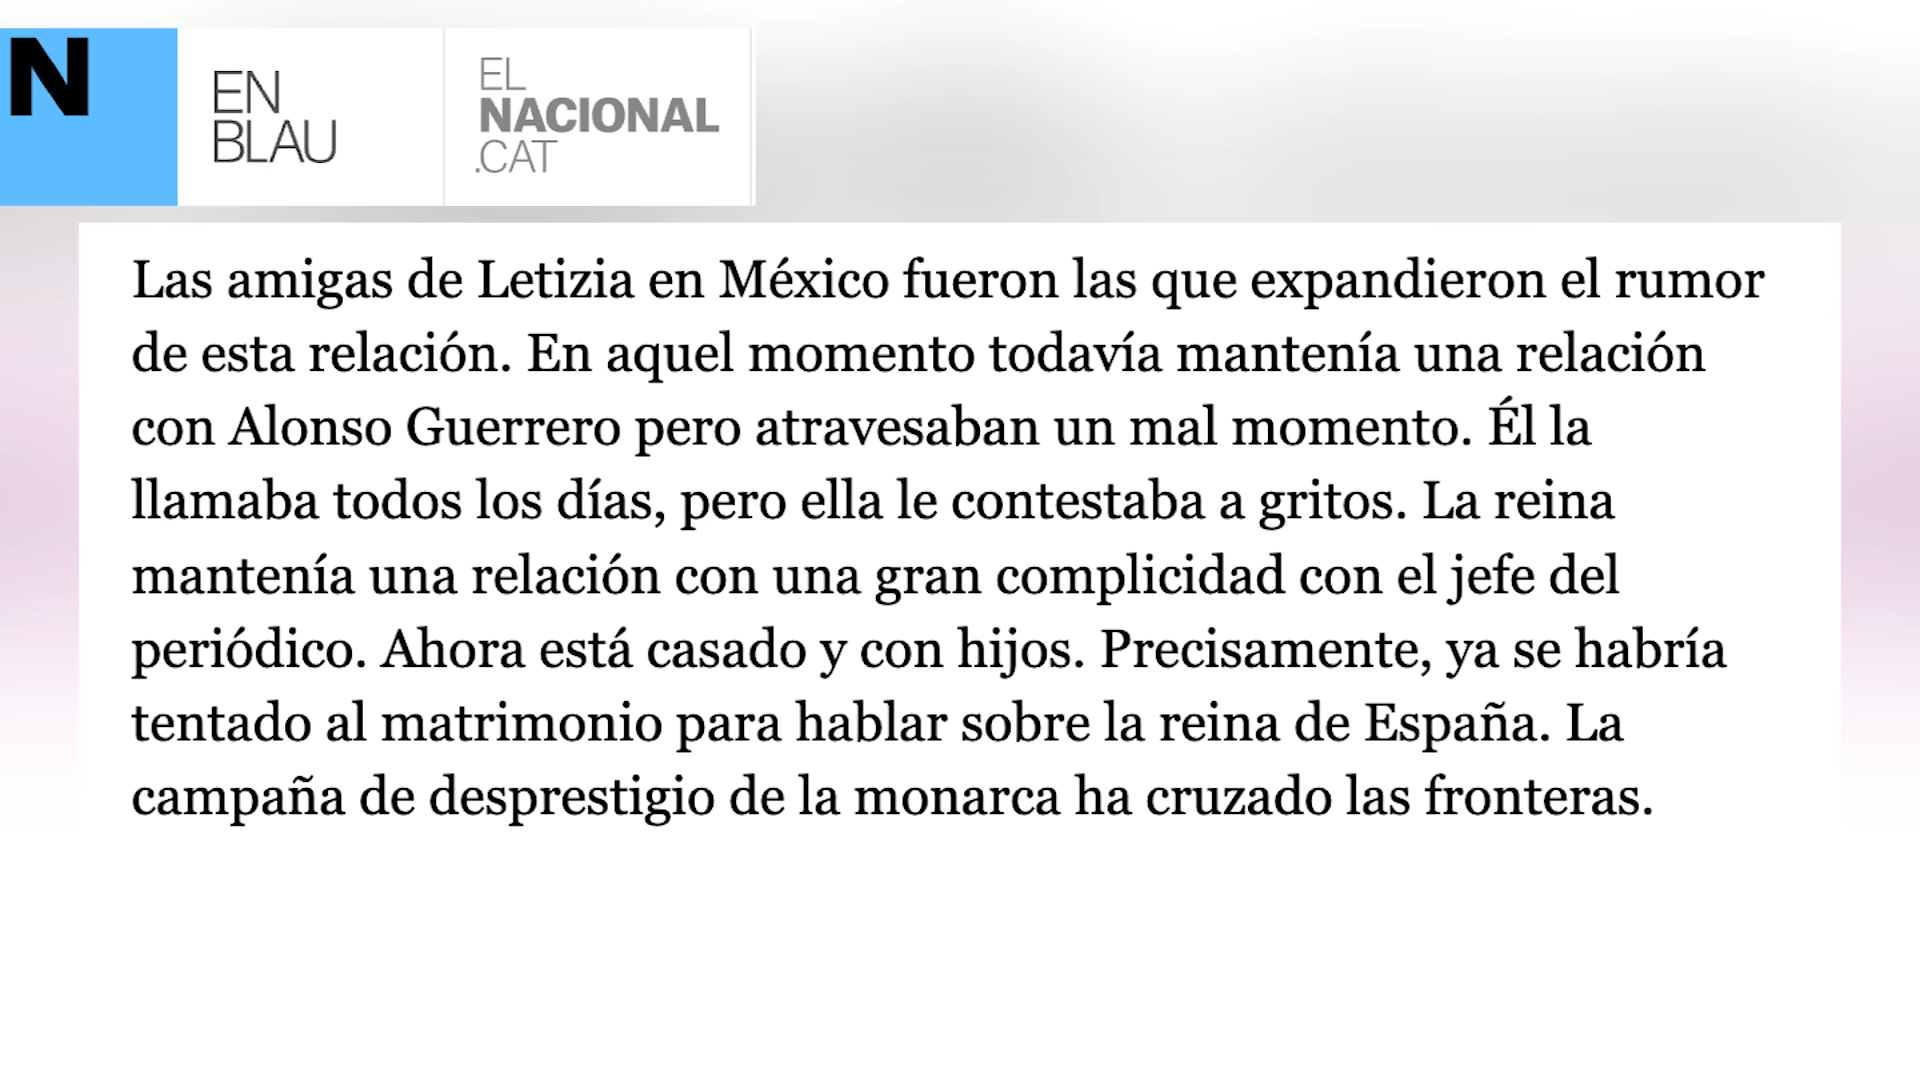 N
EN
BLAU
EL
NACIONAL
.CAT
Las amigas de Letizia en México fueron las que expandieron el rumor
de esta relación. En aquel momento todavía mantenía una relación
con Alonso Guerrero pero atravesaban un mal momento. Él la
llamaba todos los días, pero ella le contestaba a gritos. La reina
mantenía una relación con una gran complicidad con el jefe del
periódico. Ahora está casado y con hijos. Precisamente, ya se habría
tentado al matrimonio para hablar sobre la reina de España. La
campaña de desprestigio de la monarca ha cruzado las fronteras.